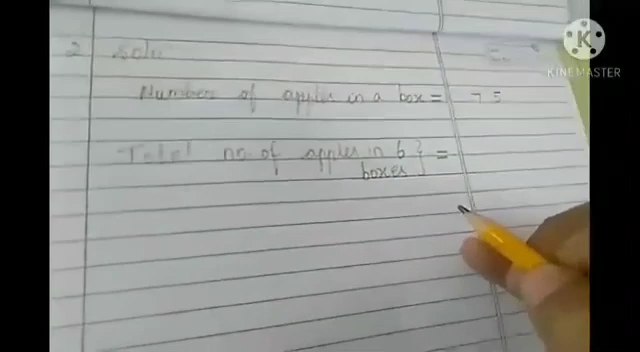 2 Soln
Number of apples in a box = 75
Total no. of apples in 6 } =
boxes
K
KINEMASTER